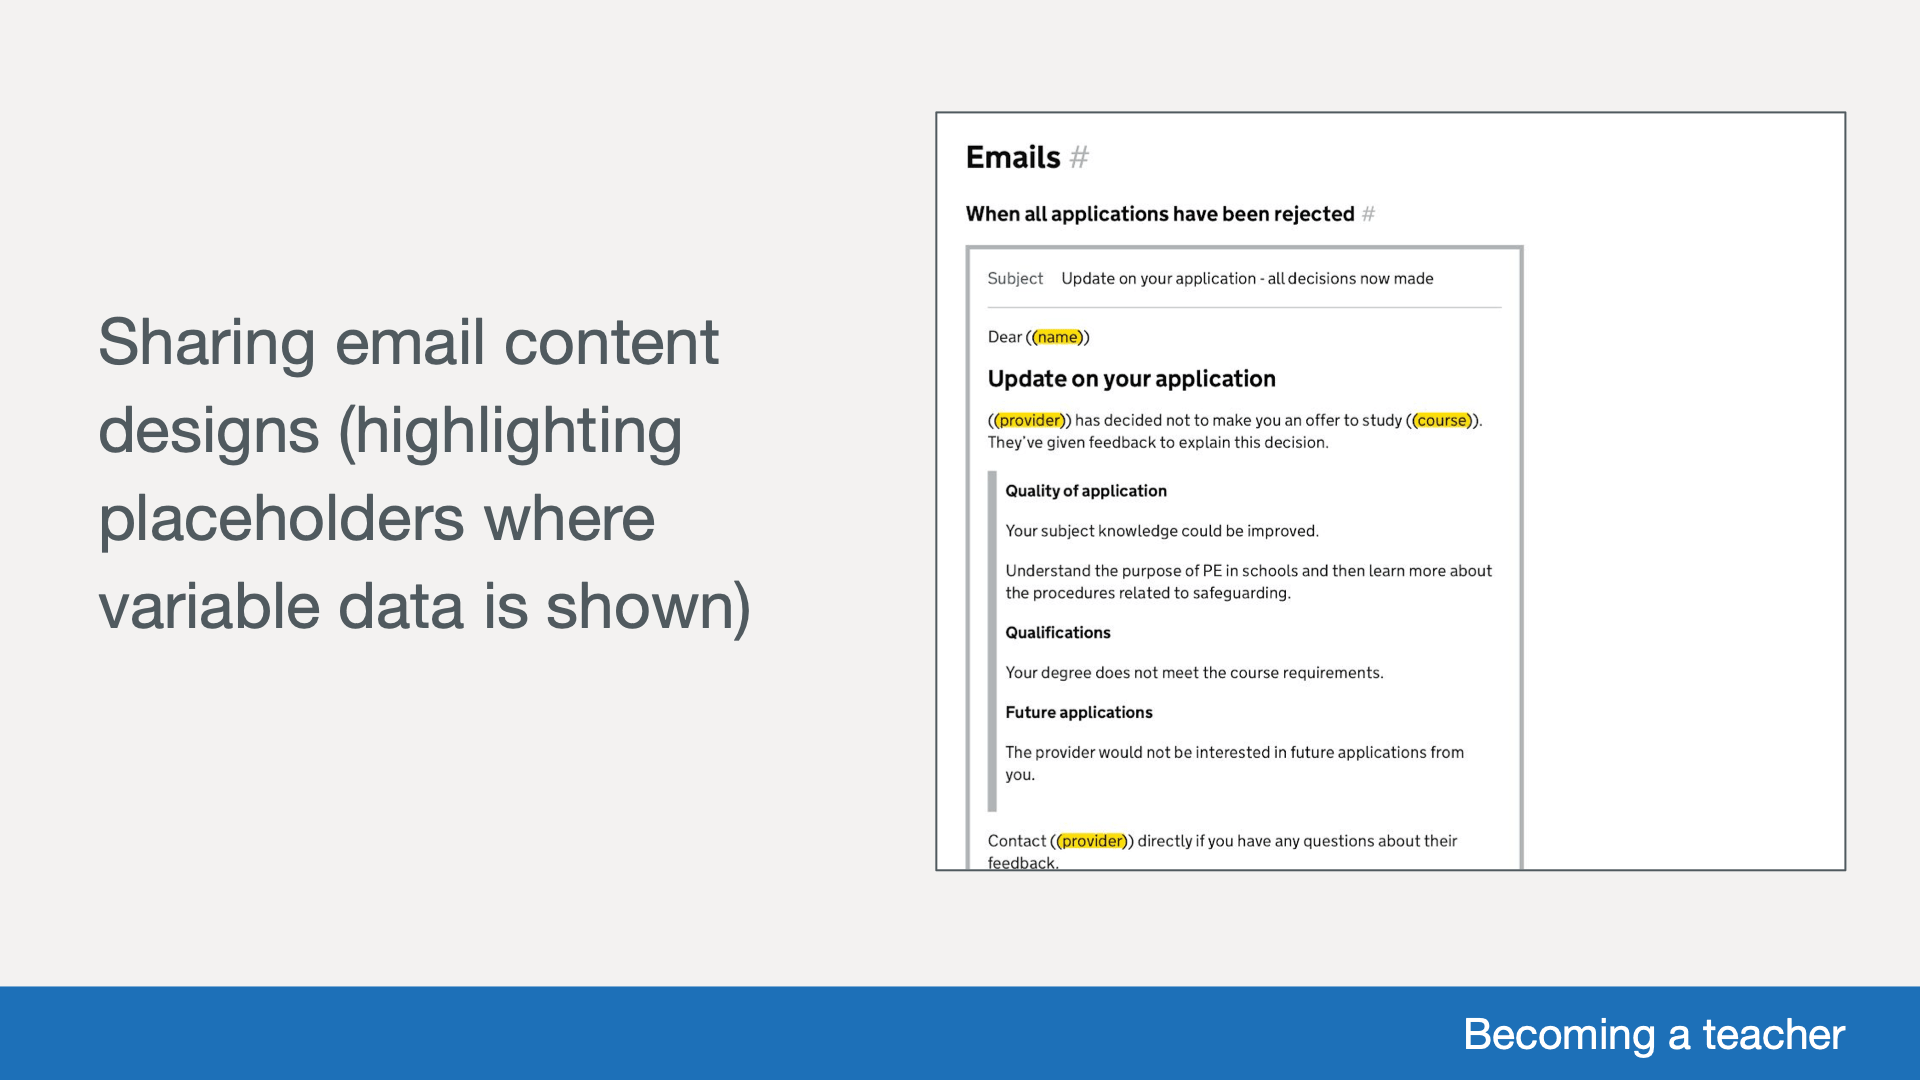 Sharing email content
designs (highlighting
placeholders where
variable data is shown)
Emails #
When all applications have been rejected #
Subject Update on your application - all decisions now made
Dear ((name))
Update on your application
((provider)) has decided not to make you an offer to study ((course)).
They've given feedback to explain this decision.
Quality of application
Your subject knowledge could be improved.
Understand the purpose of PE in schools and then learn more about
the procedures related to safeguarding.
Qualifications
Your degree does not meet the course requirements.
Future applications
The provider would not be interested in future applications from
you.
Contact ((provider)) directly if you have any questions about their
feedback.
Becoming a teacher